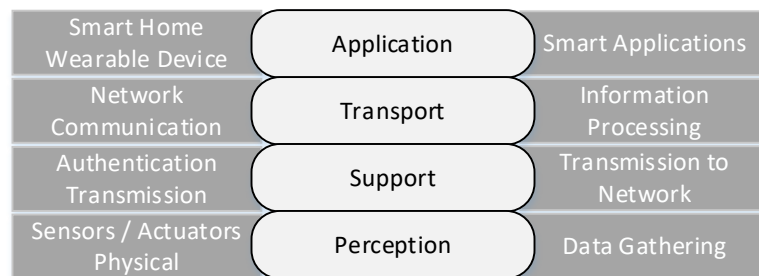 Smart Home
Wearable Device
Application
Smart Applications
Network
Communication
Transport
Information
Processing
Authentication
Transmission
Support
Transmission to
Network
Sensors / Actuators
Physical
Perception
Data Gathering